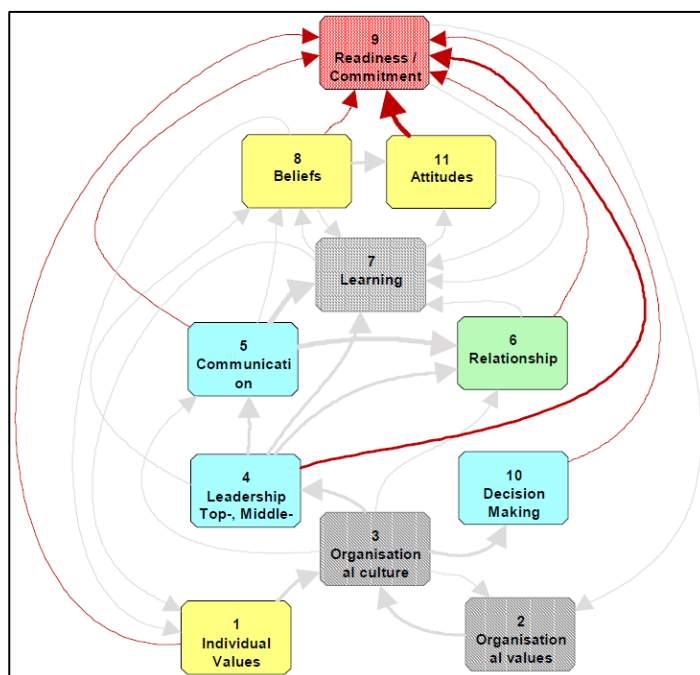 9
Readiness /
Commitment
8
Beliefs
11
Attitudes
7
Learning
5
Communicati
on
6
Relationship
4
Leadership
Top-, Middle-
10
Decision
Making
3
Organisation
al culture
1
Individual
Values
2
Organisation
al values